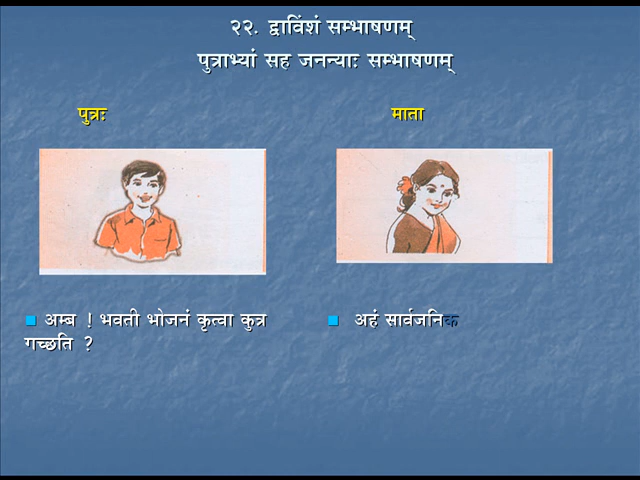 २२. द्वाविंशं सम्भाषणम्
पुत्राभ्यां सह जनन्याः सम्भाषणम्
पुत्रः
माता
अम्ब ! भवती भोजनं कृत्वा कुत्र
गच्छति ?
अहं सार्वजनिक